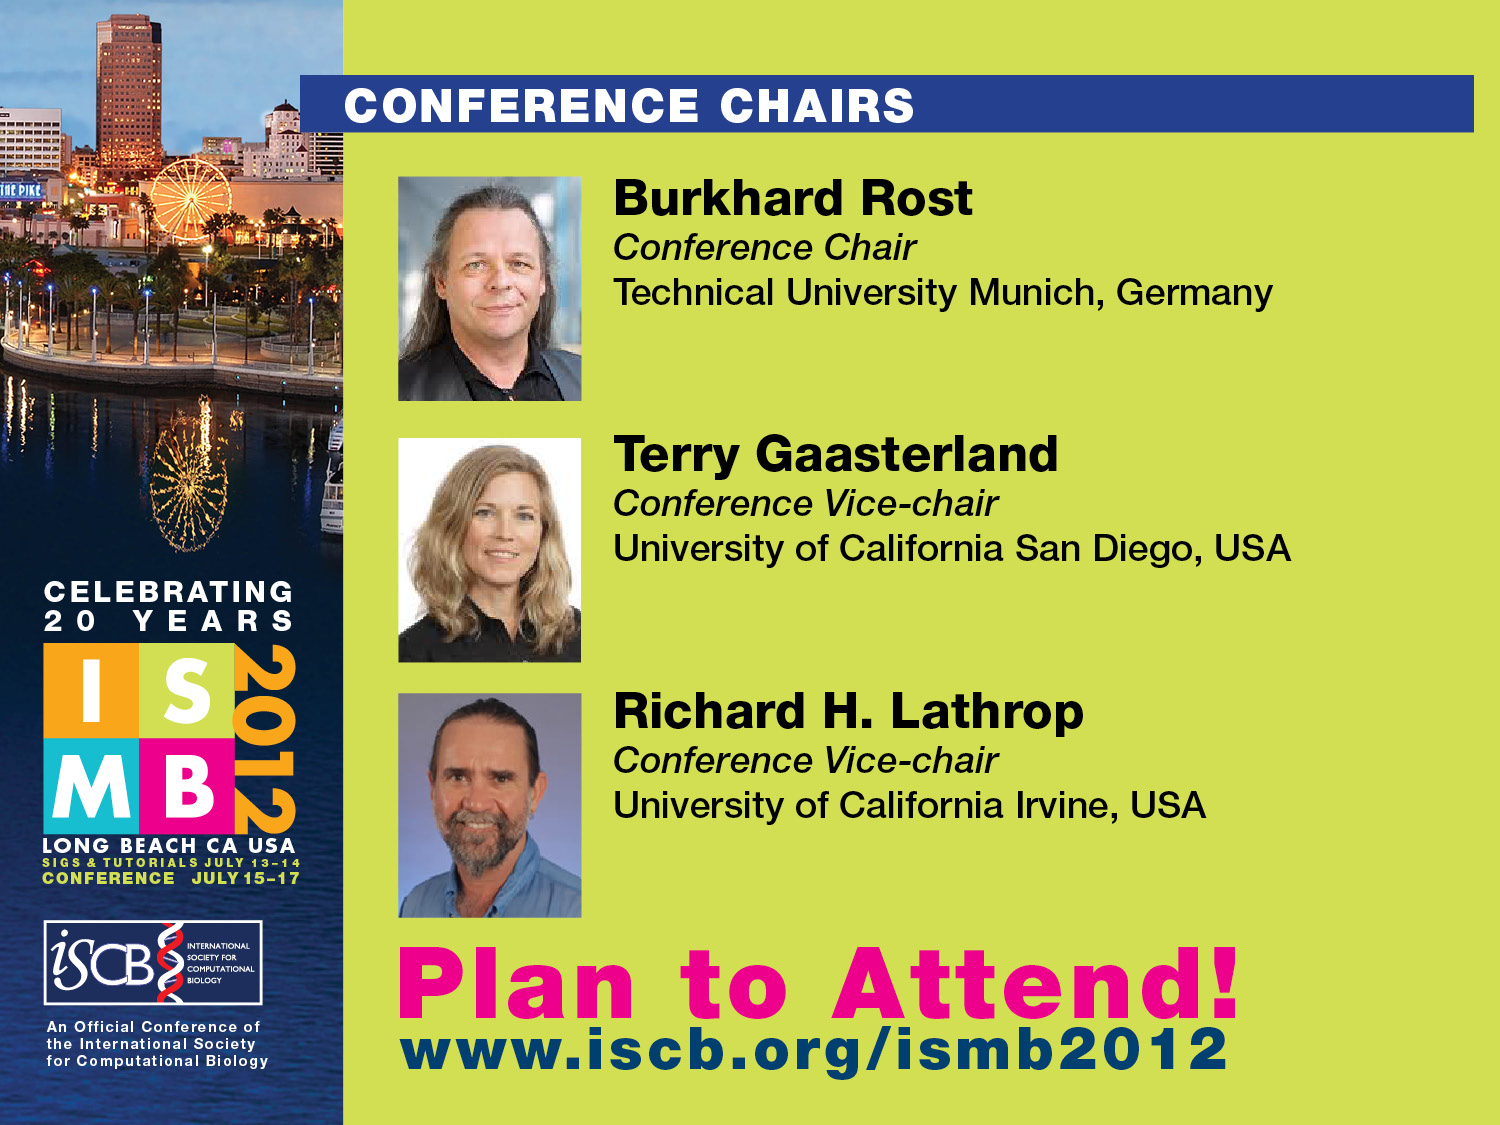 THE PIKE
CELEBRATING
20 YEARS
I S
M B
2012
LONG BEACH CA USA
SIGS & TUTORIALS JULY 13–14
CONFERENCE JULY 15–17
iSCB
INTERNATIONAL
SOCIETY FOR
COMPUTATIONAL
BIOLOGY
An Official Conference of
the International Society
for Computational Biology
CONFERENCE CHAIRS
Burkhard Rost
Conference Chair
Technical University Munich, Germany
Terry Gaasterland
Conference Vice-chair
University of California San Diego, USA
Richard H. Lathrop
Conference Vice-chair
University of California Irvine, USA
Plan to Attend!
www.iscb.org/ismb2012